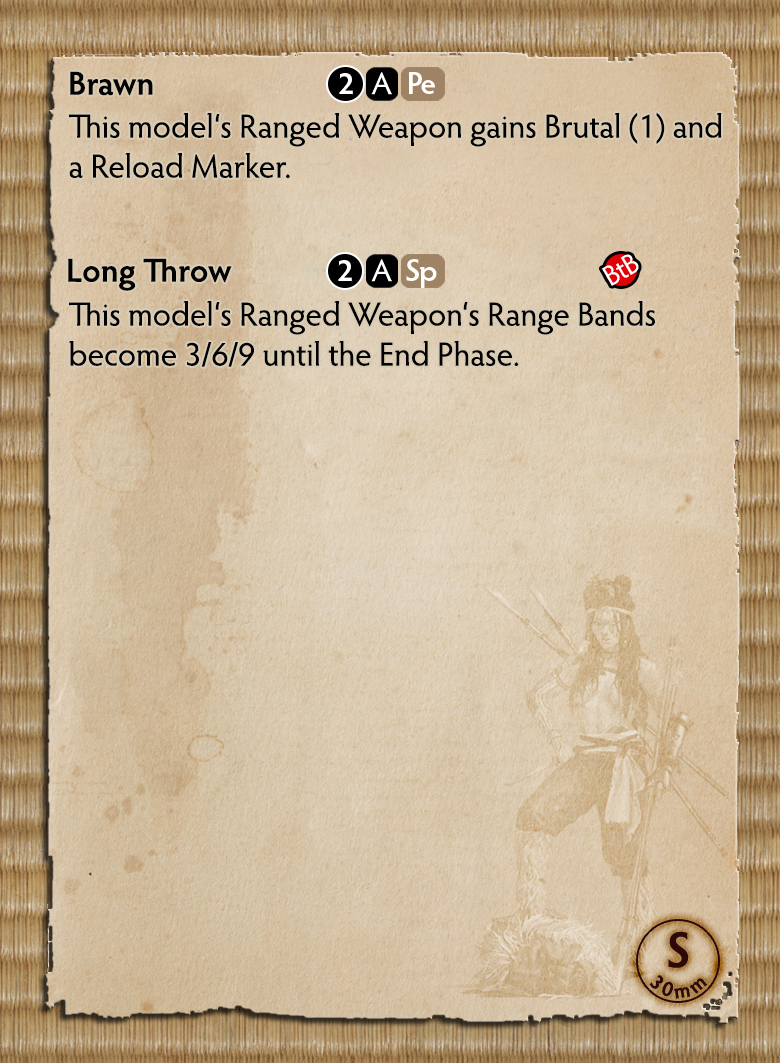 Brawn 2 A Pe
This model's Ranged Weapon gains Brutal (1) and
a Reload Marker.
Long Throw 2 A Sp BtB
This model's Ranged Weapon's Range Bands
become 3/6/9 until the End Phase.
S
30mm